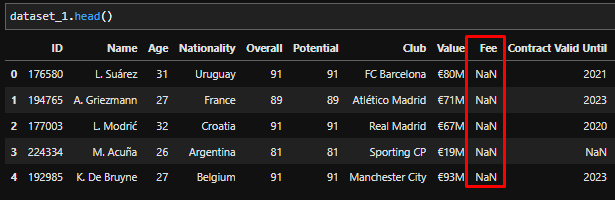 dataset_1.head()
ID Name Age Nationality Overall Potential Club Value Fee Contract Valid Until
0 176580 L. Suárez 31 Uruguay 91 91 FC Barcelona €80M NaN 2021
1 194765 A. Griezmann 27 France 89 89 Atlético Madrid €71M NaN 2023
2 177003 L. Modrić 32 Croatia 91 91 Real Madrid €67M NaN 2020
3 224334 M. Acuña 26 Argentina 81 81 Sporting CP €19M NaN NaN
4 192985 K. De Bruyne 27 Belgium 91 91 Manchester City €93M NaN 2023